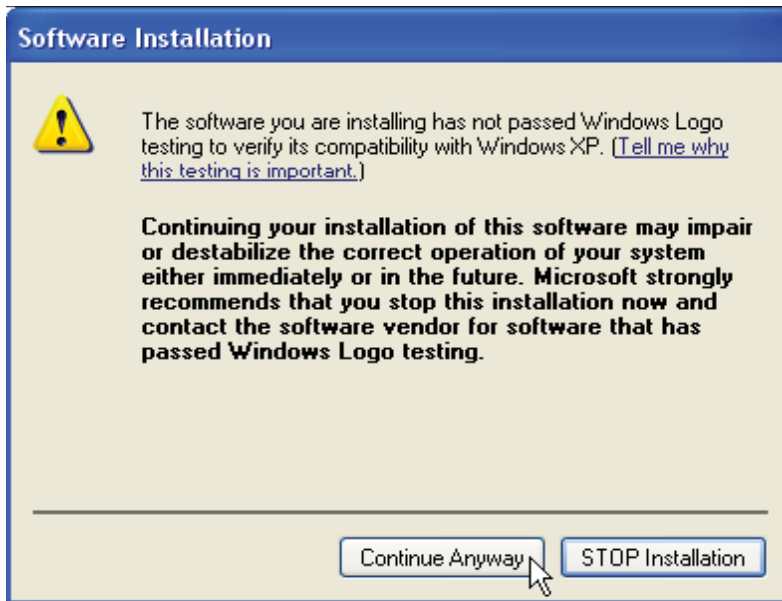 Software Installation
The software you are installing has not passed Windows Logo
testing to verify its compatibility with Windows XP. (Tell me why
this testing is important.)
Continuing your installation of this software may impair
or destabilize the correct operation of your system
either immediately or in the future. Microsoft strongly
recommends that you stop this installation now and
contact the software vendor for software that has
passed Windows Logo testing.
Continue Anyway STOP Installation